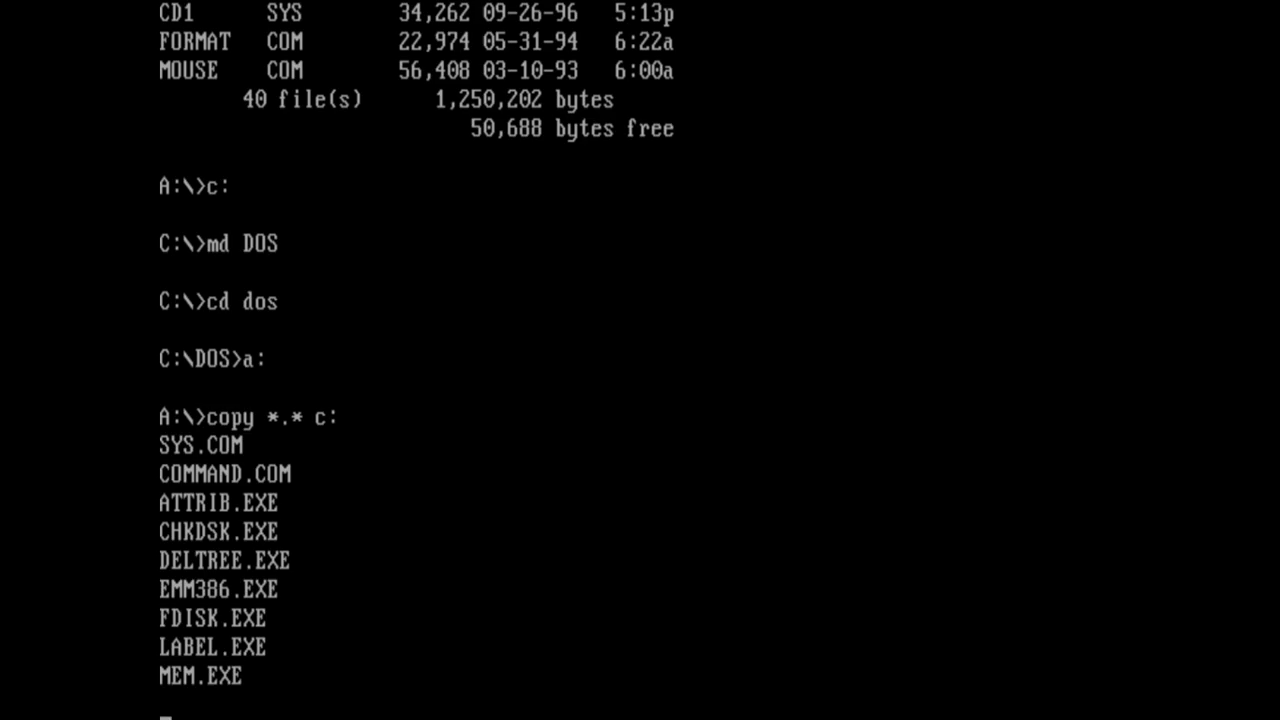 CD1 SYS 34,262 09-26-96 5:13p
FORMAT COM 22,974 05-31-94 6:22a
MOUSE COM 56,408 03-10-93 6:00a
40 file(s) 1,250,202 bytes
50,688 bytes free
A:\>c:
C:\>md DOS
C:\>cd dos
C:\DOS>a:
A:\>copy *.* c:
SYS.COM
COMMAND.COM
ATTRIB.EXE
CHKDSK.EXE
DELTREE.EXE
EMM386.EXE
FDISK.EXE
LABEL.EXE
MEM.EXE